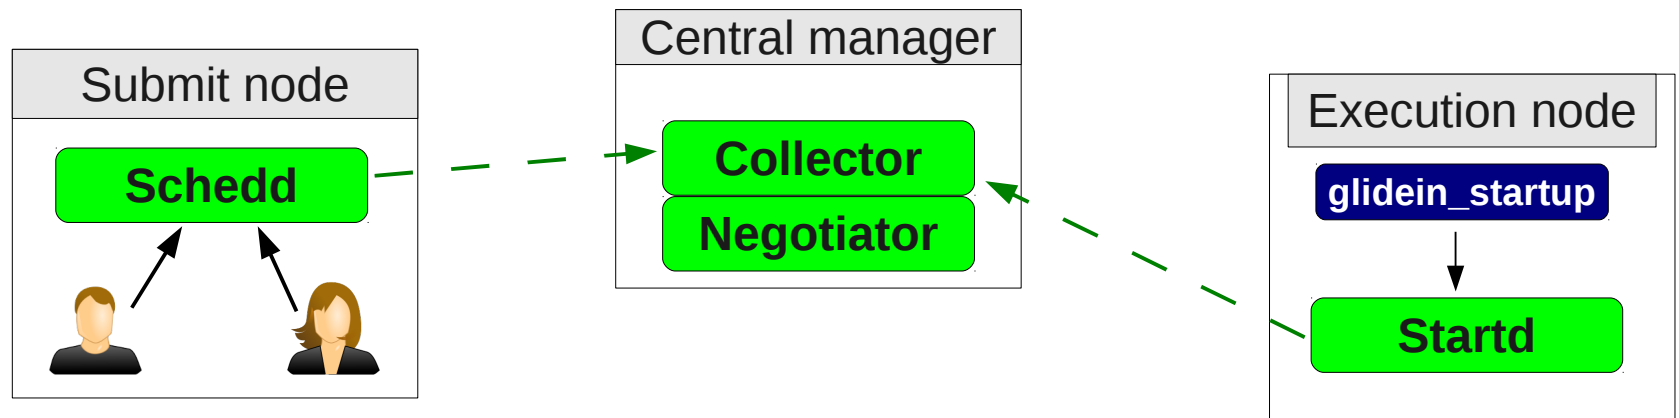 Submit node
Schedd
Central manager
Collector
Negotiator
Execution node
glidein_startup
Startd